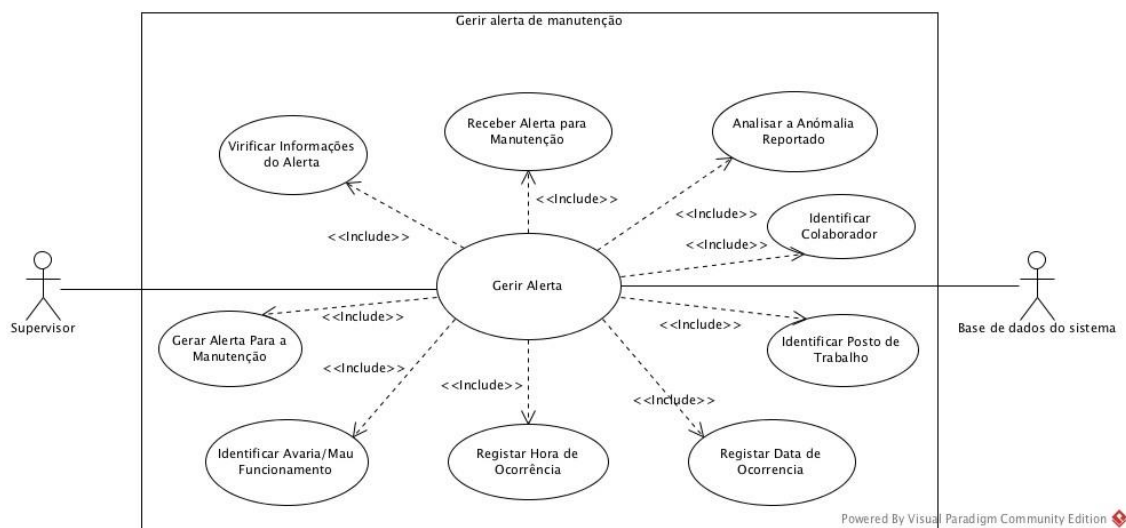 Gerir alerta de manutenção
Receber Alerta para
Manutenção
Analisar a Anómalia
Reportado
Virificar Informações
do Alerta
<<Include>>
<<Include>>
Identificar
Colaborador
<<Include>>
<<Include>>
Gerir Alerta
Supervisor
Base de dados do sistema
<<Include>>
<<Include>>
Gerar Alerta Para a
Manutenção
Identificar Posto de
Trabalho
<<Include>>
<<Include>>
<<Include>>
Identificar Avaria/Mau
Funcionamento
Registar Hora de
Ocorrência
Registar Data de
Ocorrencia
Powered By Visual Paradigm Community Edition